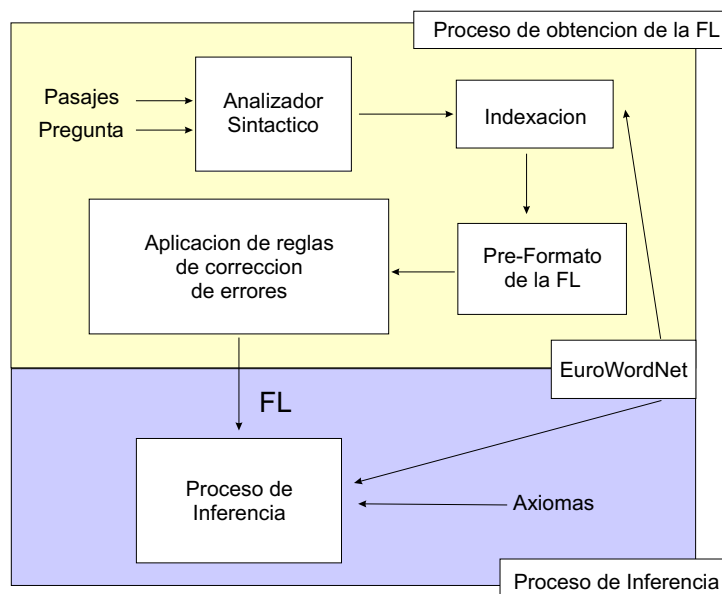 Proceso de obtencion de la FL
Pasajes
Pregunta
Analizador
Sintactico
Indexacion
Aplicacion de reglas
de correccion
de errores
Pre-Formato
de la FL
EuroWordNet
FL
Proceso de
Inferencia
Axiomas
Proceso de Inferencia